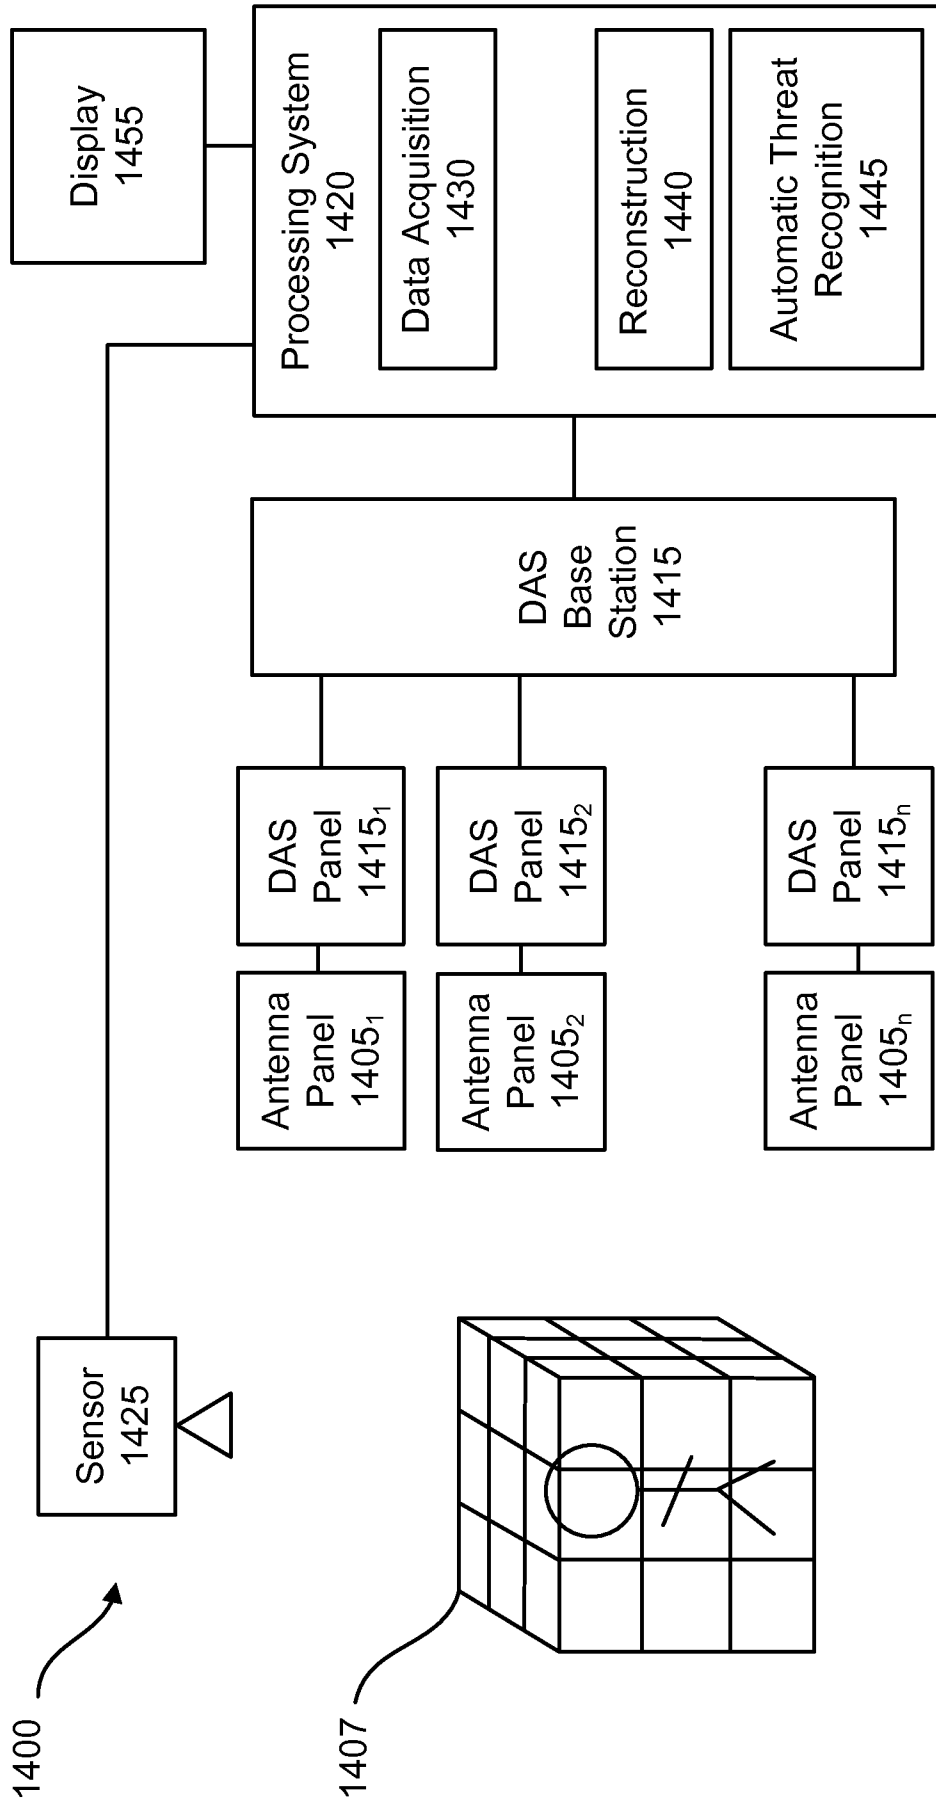 1400
Sensor
1425
1407
Antenna
Panel
1405₁
Antenna
Panel
1405₂
Antenna
Panel
1405ₙ
DAS
Panel
1415₁
DAS
Panel
1415₂
DAS
Panel
1415ₙ
DAS
Base
Station
1415
Display
1455
Processing System
1420
Data Acquisition
1430
Reconstruction
1440
Automatic Threat
Recognition
1445